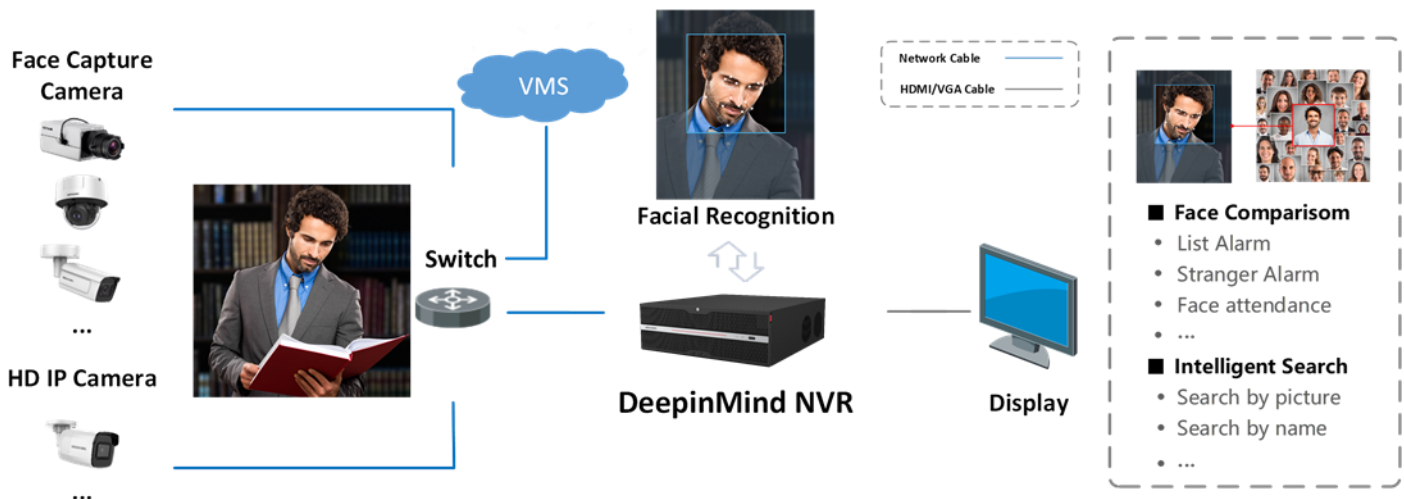 Face Capture
Camera
...
HD IP Camera
...
VMS
Switch
Facial Recognition
DeepinMind NVR
Display
Network Cable
HDMI/VGA Cable
■ Face Comparisom
• List Alarm
• Stranger Alarm
• Face attendance
• ...
■ Intelligent Search
• Search by picture
• Search by name
• ...